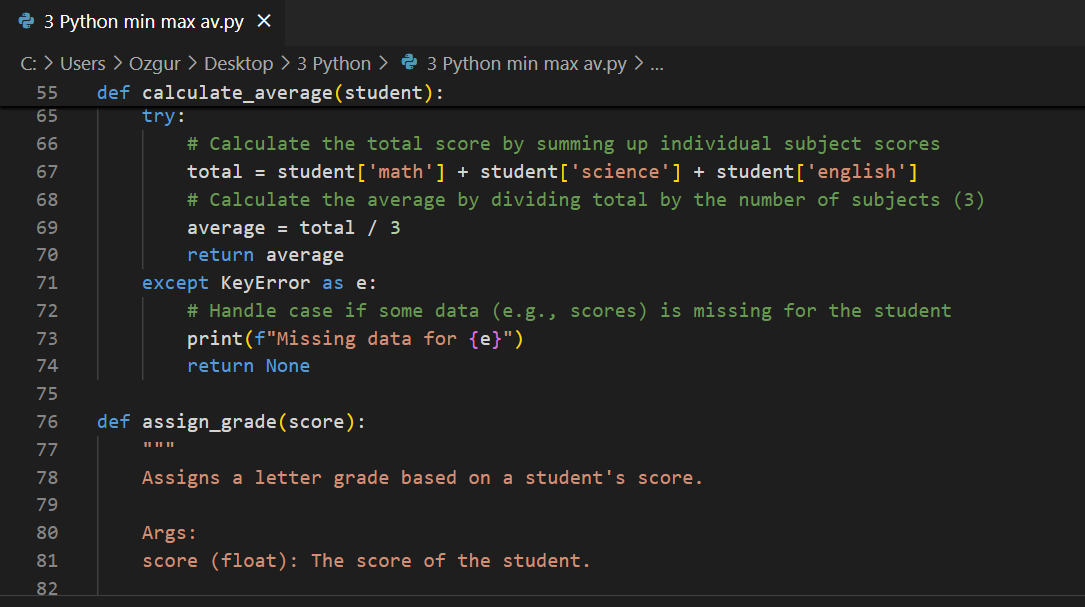 3 Python min max av.py ×
C: > Users > Ozgur > Desktop > 3 Python > 3 Python min max av.py > ...
55 def calculate_average(student):
65 try:
66 # Calculate the total score by summing up individual subject scores
67 total = student['math'] + student['science'] + student['english']
68 # Calculate the average by dividing total by the number of subjects (3)
69 average = total / 3
70 return average
71 except KeyError as e:
72 # Handle case if some data (e.g., scores) is missing for the student
73 print(f"Missing data for {e}")
74 return None
75
76 def assign_grade(score):
77 """
78 Assigns a letter grade based on a student's score.
79
80 Args:
81 score (float): The score of the student.
82